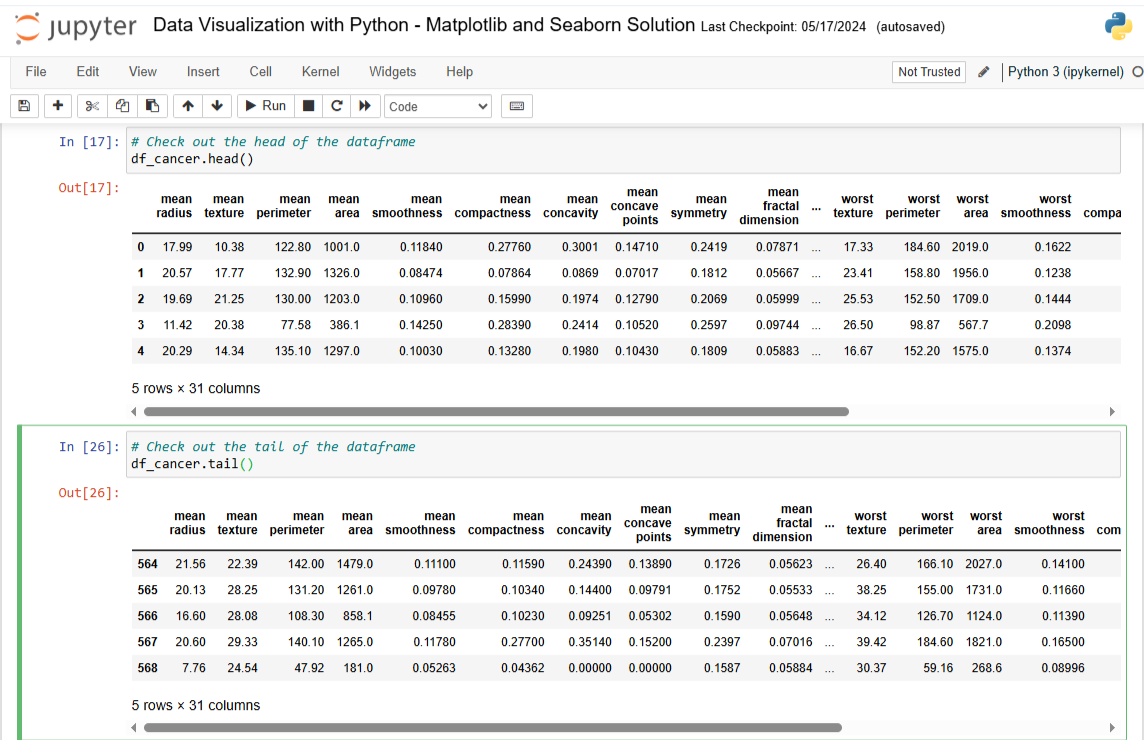 jupyter Data Visualization with Python - Matplotlib and Seaborn Solution Last Checkpoint: 05/17/2024 (autosaved)
File Edit View Insert Cell Kernel Widgets Help Not Trusted Python 3 (ipykernel)
Run Code
In [17]: # Check out the head of the dataframe
df_cancer.head()
Out[17]:
mean radius mean texture mean perimeter mean area mean smoothness mean compactness mean concavity mean concave points mean symmetry mean fractal dimension ... worst texture worst perimeter worst area worst smoothness compa
0 17.99 10.38 122.80 1001.0 0.11840 0.27760 0.3001 0.14710 0.2419 0.07871 ... 17.33 184.60 2019.0 0.1622
1 20.57 17.77 132.90 1326.0 0.08474 0.07864 0.0869 0.07017 0.1812 0.05667 ... 23.41 158.80 1956.0 0.1238
2 19.69 21.25 130.00 1203.0 0.10960 0.15990 0.1974 0.12790 0.2069 0.05999 ... 25.53 152.50 1709.0 0.1444
3 11.42 20.38 77.58 386.1 0.14250 0.28390 0.2414 0.10520 0.2597 0.09744 ... 26.50 98.87 567.7 0.2098
4 20.29 14.34 135.10 1297.0 0.10030 0.13280 0.1980 0.10430 0.1809 0.05883 ... 16.67 152.20 1575.0 0.1374
5 rows × 31 columns
In [26]: # Check out the tail of the dataframe
df_cancer.tail()
Out[26]:
mean radius mean texture mean perimeter mean area mean smoothness mean compactness mean concavity mean concave points mean symmetry mean fractal dimension ... worst texture worst perimeter worst area worst smoothness com
564 21.56 22.39 142.00 1479.0 0.11100 0.11590 0.24390 0.13890 0.1726 0.05623 ... 26.40 166.10 2027.0 0.14100
565 20.13 28.25 131.20 1261.0 0.09780 0.10340 0.14400 0.09791 0.1752 0.05533 ... 38.25 155.00 1731.0 0.11660
566 16.60 28.08 108.30 858.1 0.08455 0.10230 0.09251 0.05302 0.1590 0.05648 ... 34.12 126.70 1124.0 0.11390
567 20.60 29.33 140.10 1265.0 0.11780 0.27700 0.35140 0.15200 0.2397 0.07016 ... 39.42 184.60 1821.0 0.16500
568 7.76 24.54 47.92 181.0 0.05263 0.04362 0.00000 0.00000 0.1587 0.05884 ... 30.37 59.16 268.6 0.08996
5 rows × 31 columns